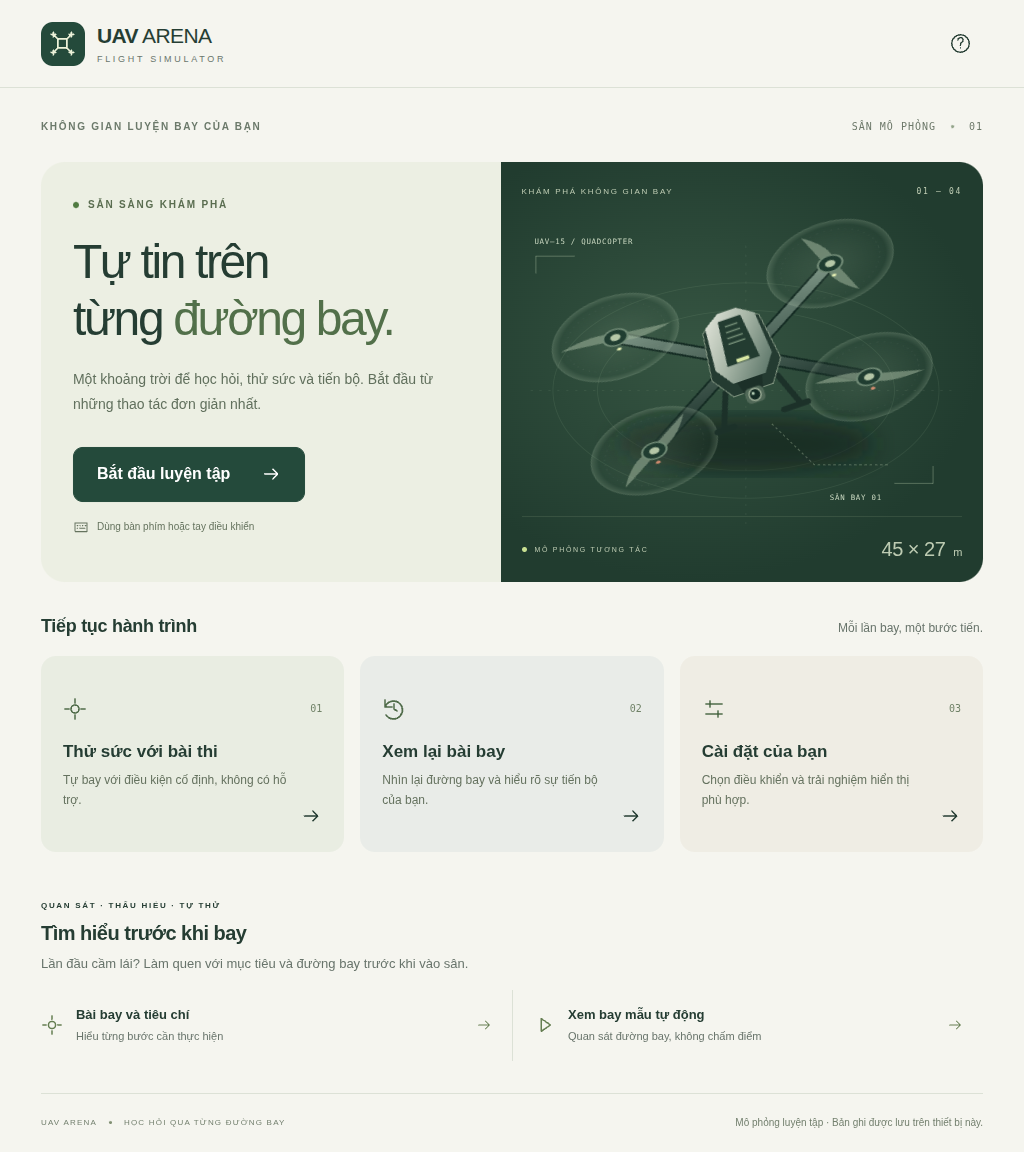 UAV ARENA
FLIGHT SIMULATOR
KHÔNG GIAN LUYỆN BAY CỦA BẠN
SÂN MÔ PHỎNG • 01
SẴN SÀNG KHÁM PHÁ
Tự tin trên
từng đường bay.
Một khoảng trời để học hỏi, thử sức và tiến bộ. Bắt đầu từ
những thao tác đơn giản nhất.
Bắt đầu luyện tập
Dùng bàn phím hoặc tay điều khiển
KHÁM PHÁ KHÔNG GIAN BAY
01 — 04
UAV—15 / QUADCOPTER
SÂN BAY 01
MÔ PHỎNG TƯƠNG TÁC
45 × 27 m
Tiếp tục hành trình
Mỗi lần bay, một bước tiến.
01
Thử sức với bài thi
Tự bay với điều kiện cố định, không có hỗ
trợ.
02
Xem lại bài bay
Nhìn lại đường bay và hiểu rõ sự tiến bộ
của bạn.
03
Cài đặt của bạn
Chọn điều khiển và trải nghiệm hiển thị
phù hợp.
QUAN SÁT · THẤU HIỂU · TỰ THỬ
Tìm hiểu trước khi bay
Lần đầu cầm lái? Làm quen với mục tiêu và đường bay trước khi vào sân.
Bài bay và tiêu chí
Hiểu từng bước cần thực hiện
Xem bay mẫu tự động
Quan sát đường bay, không chấm điểm
UAV ARENA • HỌC HỎI QUA TỪNG ĐƯỜNG BAY
Mô phỏng luyện tập · Bản ghi được lưu trên thiết bị này.